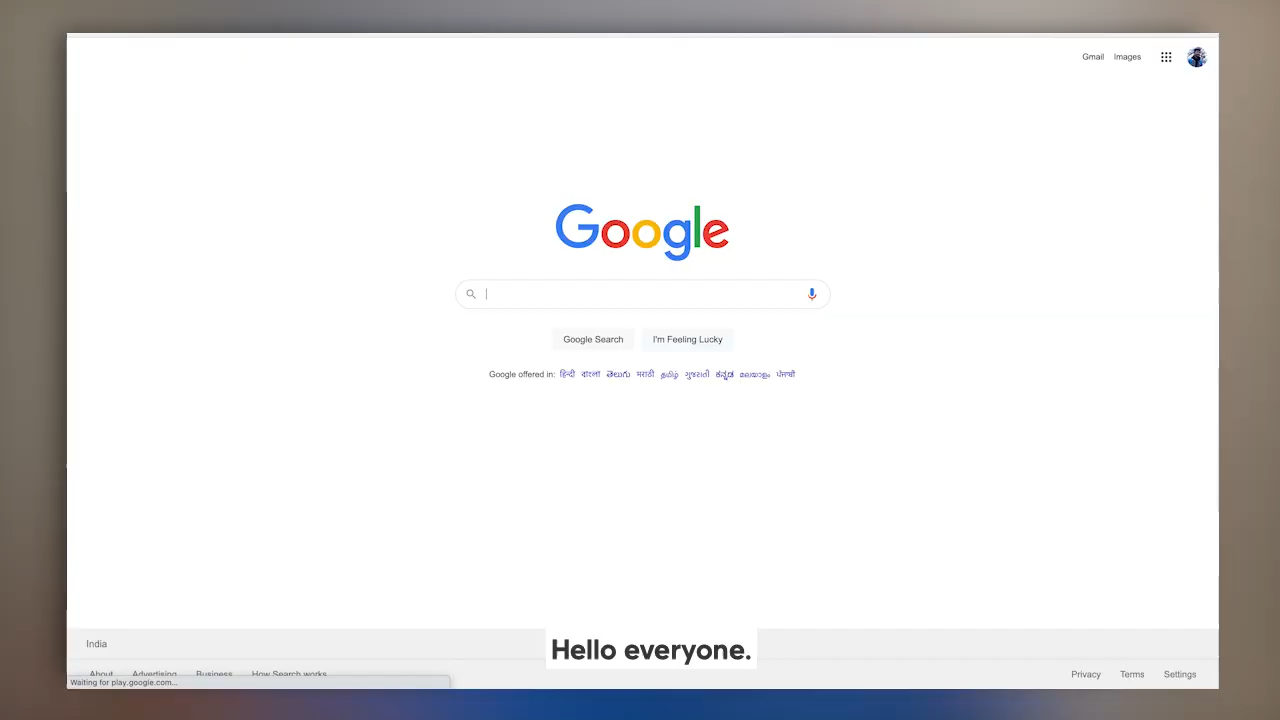 Gmail Images
Google
Google Search I'm Feeling Lucky
Google offered in: हिन्दी বাংলা తెలుగు मराठी தமிழ் ગુજરાતી ಕನ್ನಡ മലയാളം ਪੰਜਾਬੀ
India
Hello everyone.
About Advertising Business How Search works Privacy Terms Settings
Waiting for play.google.com...